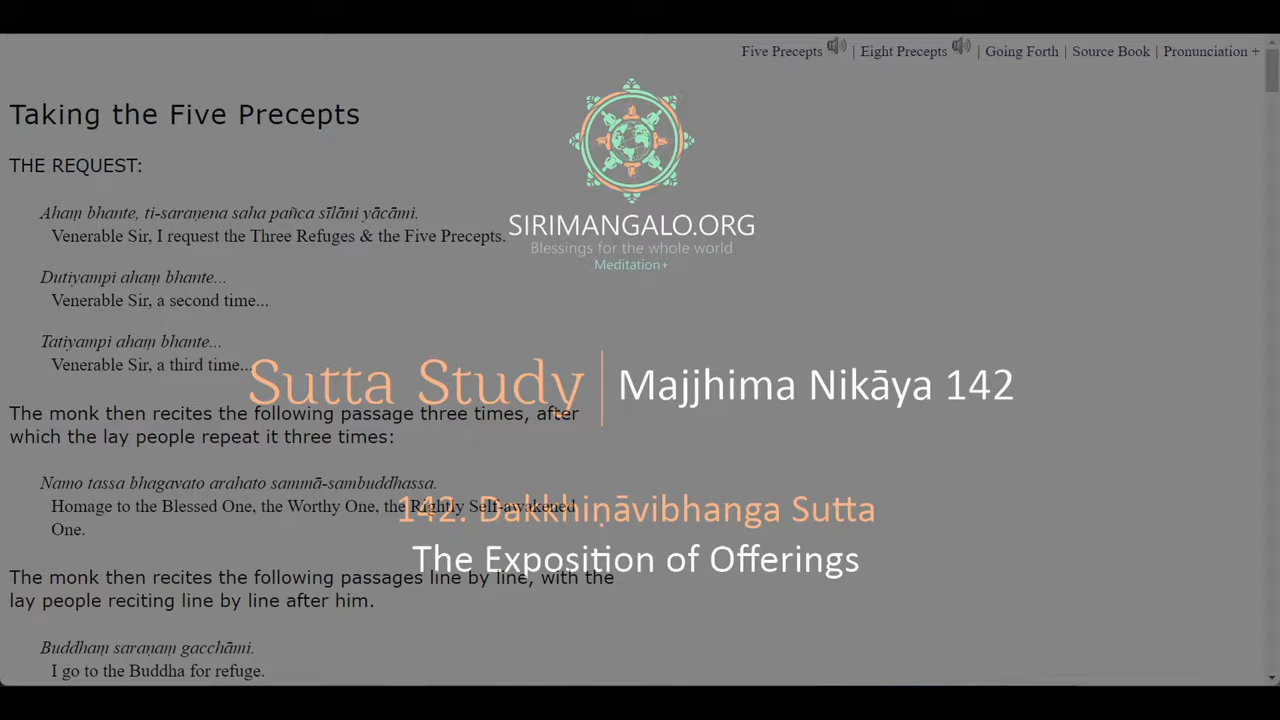 Five Precepts | Eight Precepts | Going Forth | Source Book | Pronunciation +
Taking the Five Precepts
THE REQUEST:
Ahaṃ bhante, ti-saraṇena saha pañca sīlāni yācāmi.
Venerable Sir, I request the Three Refuges & the Five Precepts.
SIRIMANGALO.ORG
Blessings for the whole world
Meditation+
Dutiyampi ahaṃ bhante...
Venerable Sir, a second time...
Tatiyampi ahaṃ bhante...
Venerable Sir, a third time...
Sutta Study | Majjhima Nikāya 142
The monk then recites the following passage three times, after
which the lay people repeat it three times:
Namo tassa bhagavato arahato sammā-sambuddhassa.
Homage to the Blessed One, the Worthy One, the Rightly Self-awakened
One.
142. Dakkhiṇāvibhanga Sutta
The Exposition of Offerings
The monk then recites the following passages line by line, with the
lay people reciting line by line after him.
Buddhaṃ saraṇaṃ gacchāmi.
I go to the Buddha for refuge.